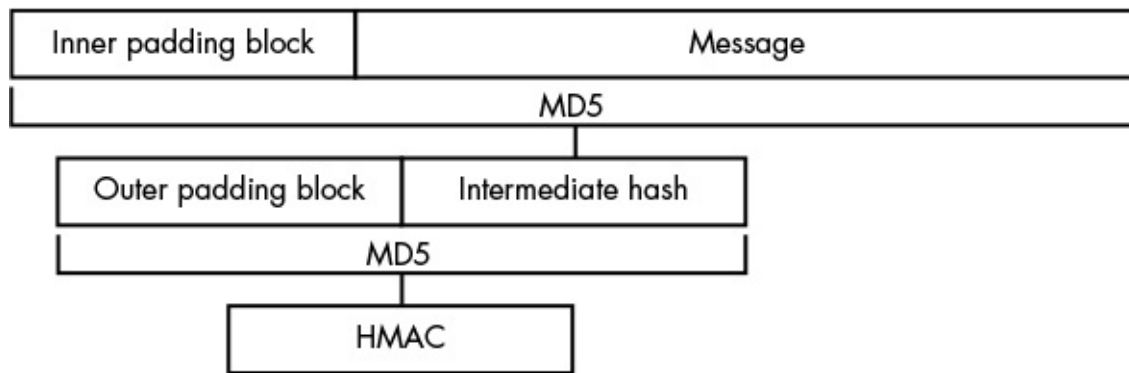 Inner padding block Message
MD5
Outer padding block Intermediate hash
MD5
HMAC